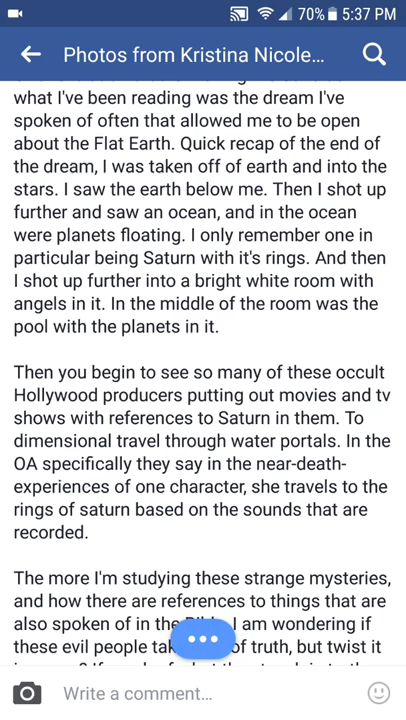 70% 5:37 PM
Photos from Kristina Nicole...
what I've been reading was the dream I've
spoken of often that allowed me to be open
about the Flat Earth. Quick recap of the end of
the dream, I was taken off of earth and into the
stars. I saw the earth below me. Then I shot up
further and saw an ocean, and in the ocean
were planets floating. I only remember one in
particular being Saturn with it's rings. And then
I shot up further into a bright white room with
angels in it. In the middle of the room was the
pool with the planets in it.
Then you begin to see so many of these occult
Hollywood producers putting out movies and tv
shows with references to Saturn in them. To
dimensional travel through water portals. In the
OA specifically they say in the near-death-
experiences of one character, she travels to the
rings of saturn based on the sounds that are
recorded.
The more I'm studying these strange mysteries,
and how there are references to things that are
also spoken of in the I am wondering if
these evil people of truth, but twist it
Write a comment...